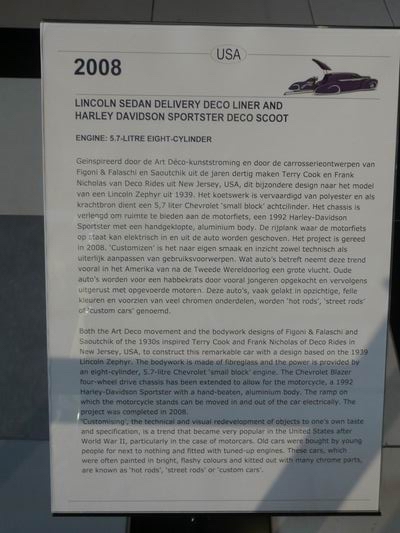 USA
2008
LINCOLN SEDAN DELIVERY DECO LINER AND
HARLEY DAVIDSON SPORTSTER DECO SCOOT
ENGINE: 5.7-LITRE EIGHT-CYLINDER
Geïnspireerd door de Art Déco-kunststroming en door de carrosserieontwerpen van
Figoni & Falaschi en Saoutchik uit de jaren dertig maken Terry Cook en Frank
Nicholas van Deco Rides uit New Jersey, USA, dit bijzondere design naar het model
van een Lincoln Zephyr uit 1939. Het koetswerk is vervaardigd van polyester en als
krachtbron dient een 5,7 liter Chevrolet 'small block' achtcilinder. Het chassis is
verlengd om ruimte te bieden aan de motorfiets, een 1992 Harley-Davidson
Sportster met een handgeklopte, aluminium body. De rijplank waar de motorfiets
op staat kan elektrisch in en uit de auto worden geschoven. Het project is gereed
in 2008. 'Customizen' is het naar eigen smaak en inzicht zowel technisch als
uiterlijk aanpassen van gebruiksvoorwerpen. Wat auto's betreft neemt deze trend
vooral in het Amerika van na de Tweede Wereldoorlog een grote vlucht. Oude
auto's worden voor een habbekrats door vooral jongeren opgekocht en vervolgens
uitgerust met opgevoerde motoren. Deze auto's, vaak gelakt in opzichtige, felle
kleuren en voorzien van veel chromen onderdelen, worden 'hot rods', 'street rods'
of 'custom cars' genoemd.
Both the Art Deco movement and the bodywork designs of Figoni & Falaschi and
Saoutchik of the 1930s inspired Terry Cook and Frank Nicholas of Deco Rides in
New Jersey, USA, to construct this remarkable car with a design based on the 1939
Lincoln Zephyr. The bodywork is made of fibreglass and the power is provided by
an eight-cylinder, 5.7-litre Chevrolet 'small block' engine. The Chevrolet Blazer
four-wheel drive chassis has been extended to allow for the motorcycle, a 1992
Harley-Davidson Sportster with a hand-beaten, aluminium body. The ramp on
which the motorcycle stands can be moved in and out of the car electrically. The
project was completed in 2008.
'Customising', the technical and visual redevelopment of objects to one's own taste
and specification, is a trend that became very popular in the United States after
World War II, particularly in the case of motorcars. Old cars were bought by young
people for next to nothing and fitted with tuned-up engines. These cars, which
were often painted in bright, flashy colours and kitted out with many chrome parts,
are known as 'hot rods', 'street rods' or 'custom cars'.